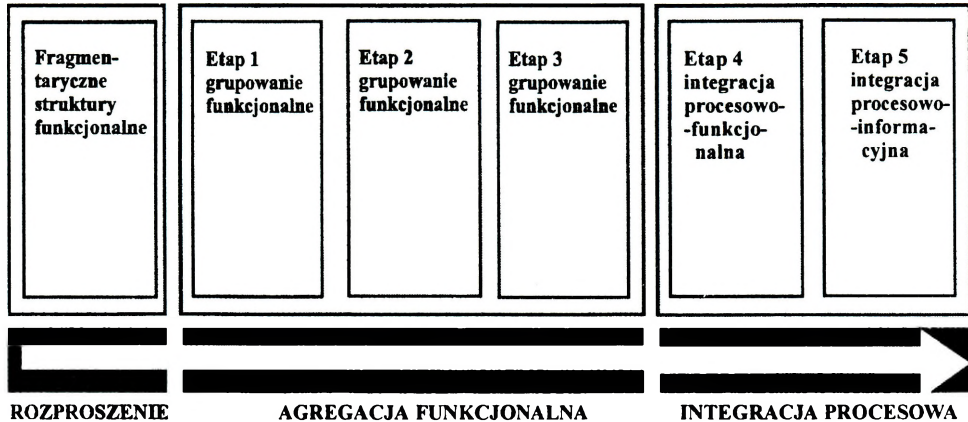 Fragmen-
taryczne
struktury
funkcjonalne
Etap 1
grupowanie
funkcjonalne
Etap 2
grupowanie
funkcjonalne
Etap 3
grupowanie
funkcjonalne
Etap 4
integracja
procesowo-
-funkcjo-
nalna
Etap 5
integracja
procesowo-
-informa-
cyjna
ROZPROSZENIE
AGREGACJA FUNKCJONALNA
INTEGRACJA PROCESOWA